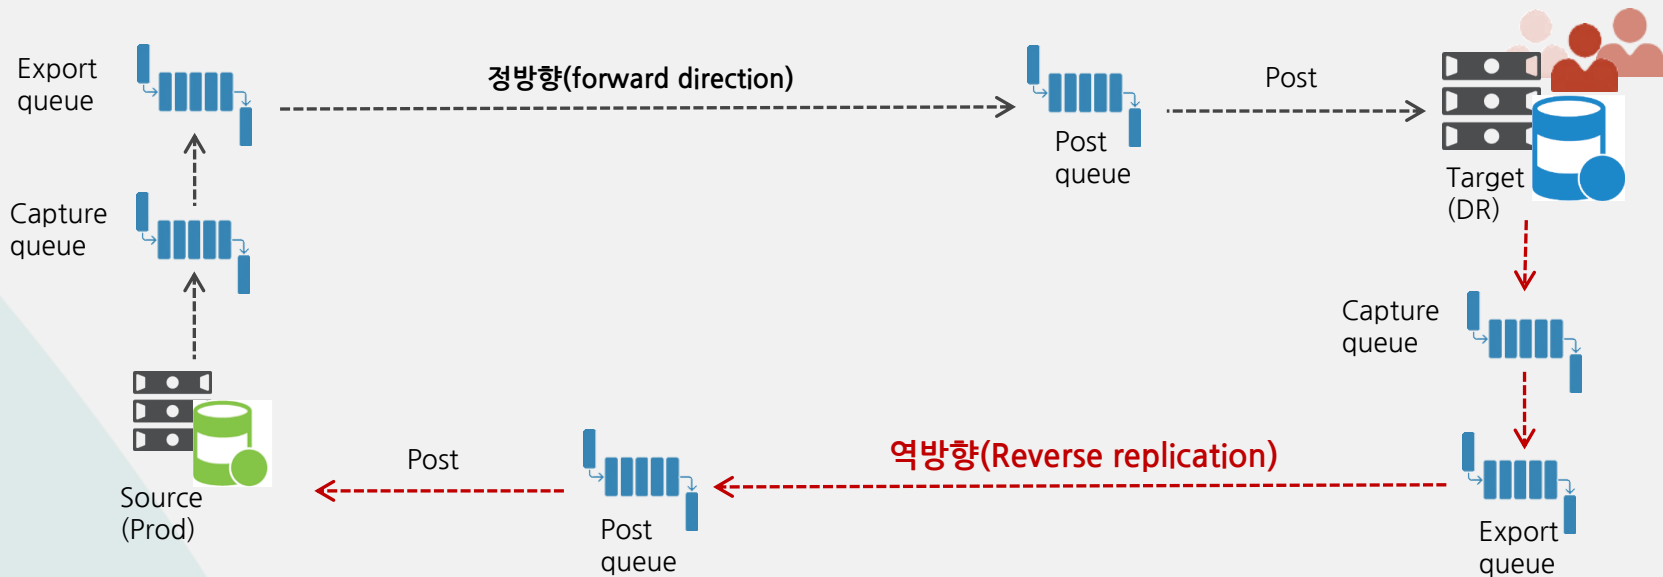 Export
queue
정방향(forward direction)
Post
queue
Post
Target
(DR)
Capture
queue
Capture
queue
Source
(Prod)
Post
Post
queue
역방향(Reverse replication)
Export
queue